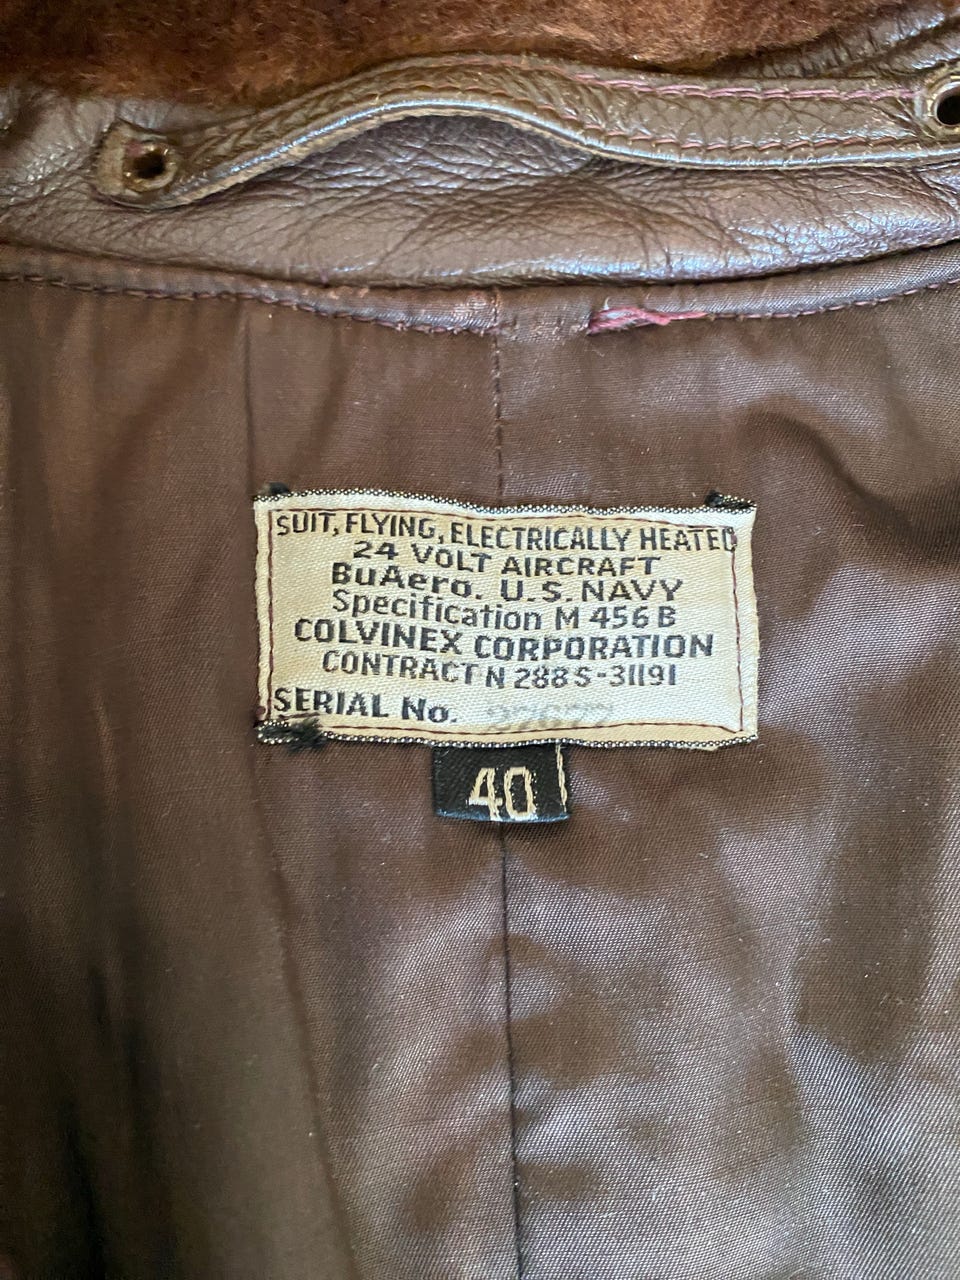 SUIT, FLYING, ELECTRICALLY HEATED
24 VOLT AIRCRAFT
BuAero. U.S. NAVY
Specification M 456 B
COLVINEX CORPORATION
CONTRACT N 288 S-31191
SERIAL No.
40